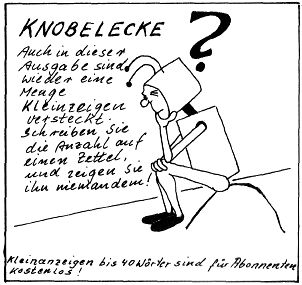 KNOBELECKE
?
Auch in dieser
Ausgabe sind
wieder eine
Menge
Kleinzeigen
versteckt.
Schreiben Sie
die Anzahl auf
einen Zettel,
und zeigen Sie
ihn niemandem!
Kleinanzeigen bis 40 Wörter sind für Abonnenten
kostenlos!